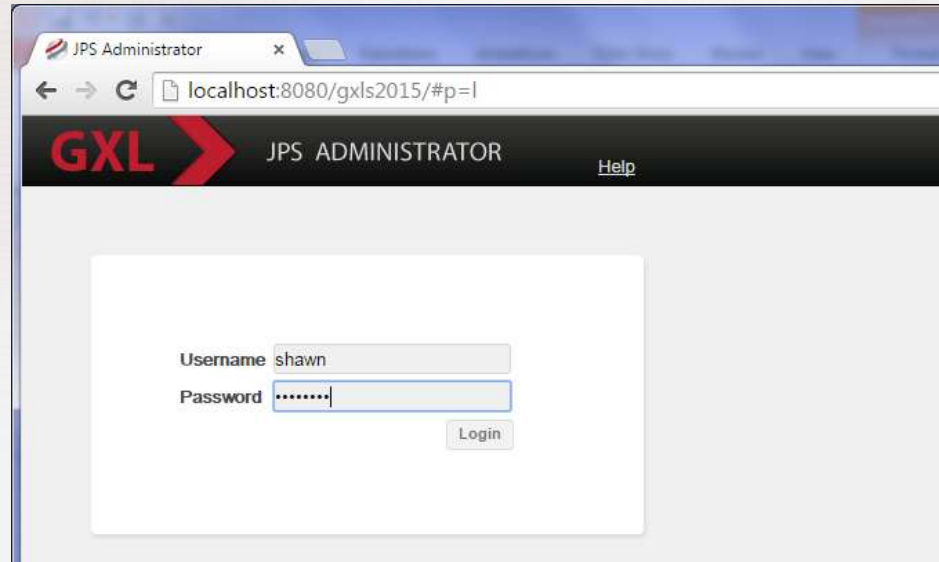 JPS Administrator
localhost:8080/gxls2015/#p=l
GXL JPS ADMINISTRATOR Help
Username shawn
Password ••••••••
Login